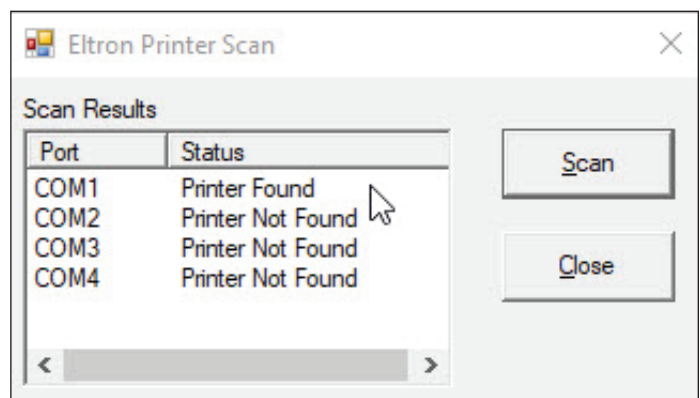 Eltron Printer Scan
Scan Results
Port Status
COM1 Printer Found
COM2 Printer Not Found
COM3 Printer Not Found
COM4 Printer Not Found
Scan
Close